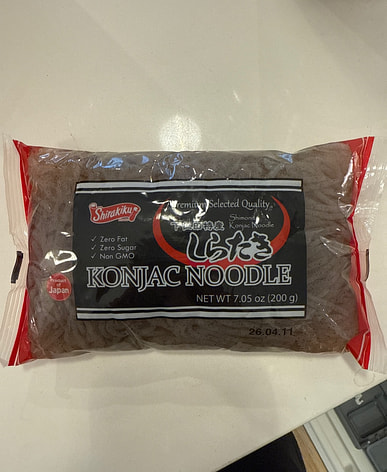 Shirakiku
Premium Selected Quality
✓ Zero Fat
✓ Zero Sugar
✓ Non GMO
Shimonita
Konjac Noodle
下仁田特産
しらたき
KONJAC NOODLE
Product of
Japan
NET WT 7.05 oz (200 g)
26.04.11